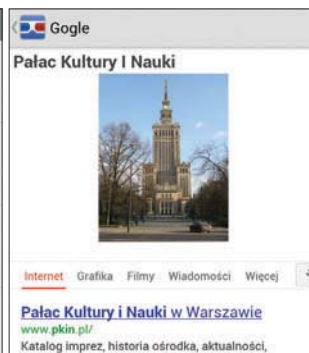 Gogle
Pałac Kultury I Nauki
Internet Grafika Filmy Wiadomości Więcej
Pałac Kultury i Nauki w Warszawie
www.pkin.pl/
Katalog imprez, historia ośrodka, aktualności,